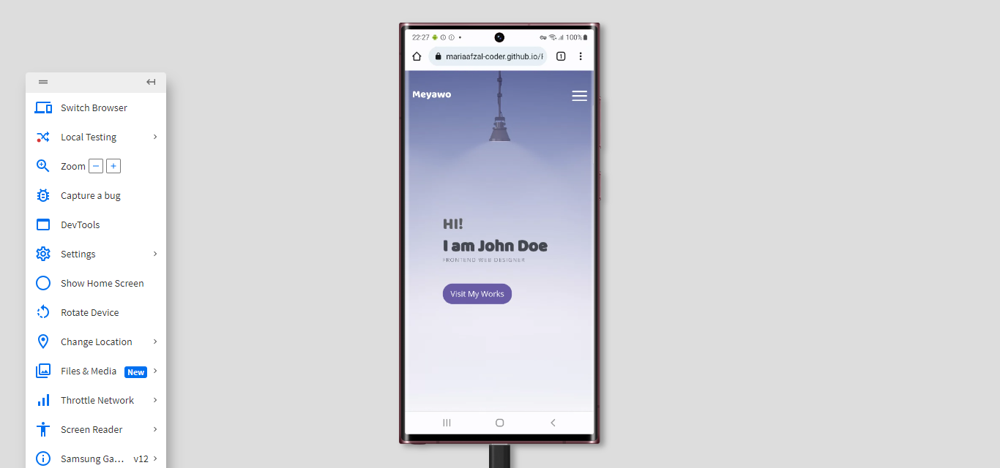 Switch Browser
Local Testing
Zoom
Capture a bug
DevTools
Settings
Show Home Screen
Rotate Device
Change Location
Files & Media New
Throttle Network
Screen Reader
Samsung Ga... v12
22:27
100%
mariaafzal-coder.github.io/
1
Meyawo
HI!
I am John Doe
FRONTEND WEB DESIGNER
Visit My Works